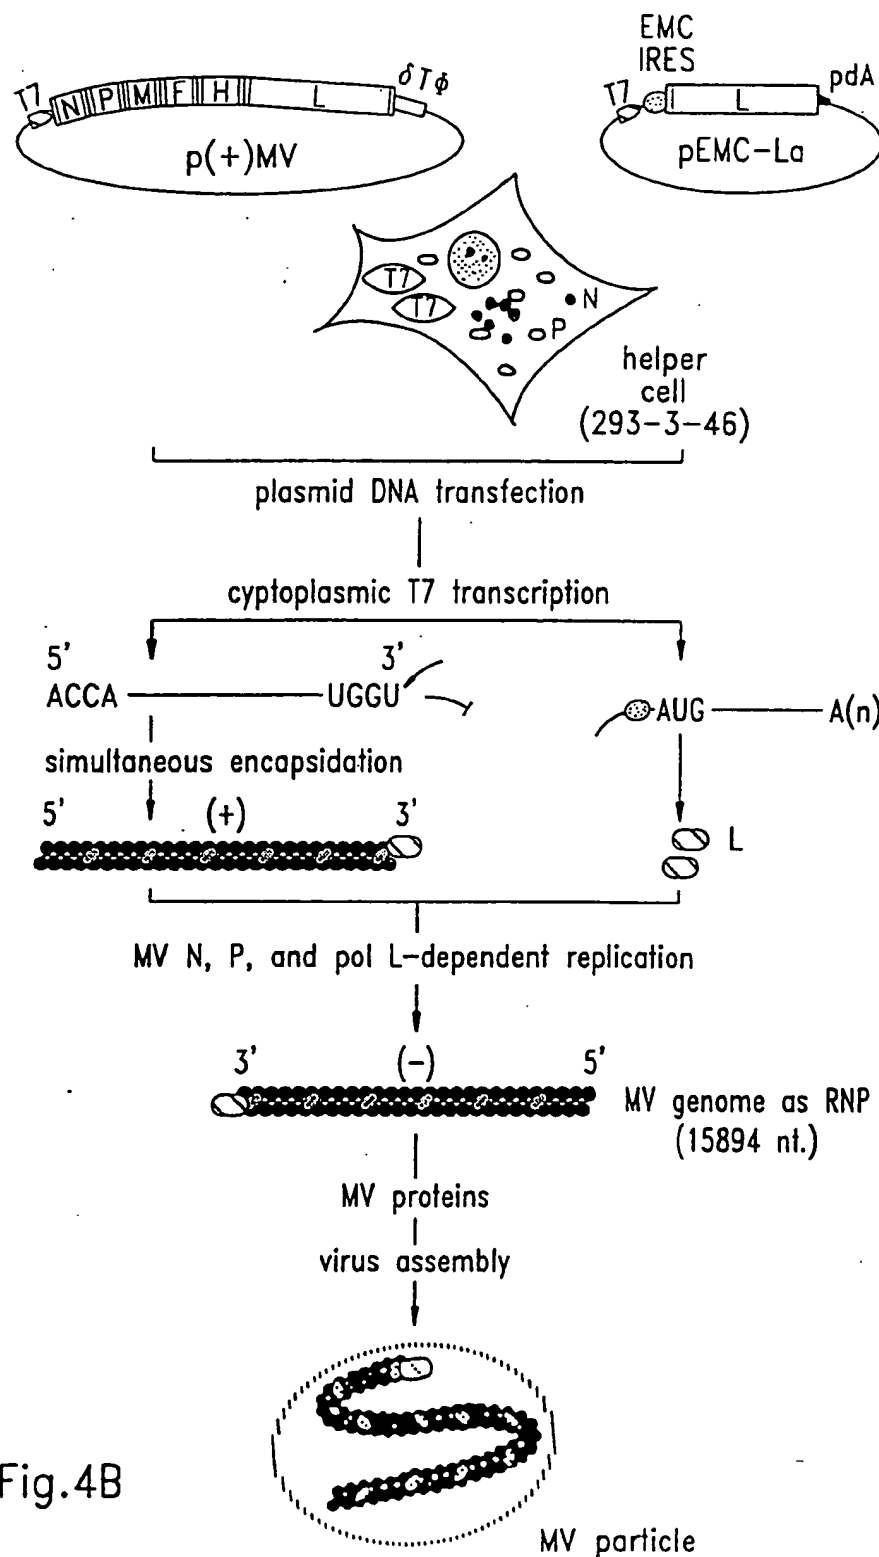 EMC
IRES
T7 N P M F H L δTϕ
p(+)MV
T7 L pdA
pEMC-La
T7
T7
N
P
helper
cell
(293-3-46)
plasmid DNA transfection
cyptoplasmic T7 transcription
5' 3'
ACCA UGGU
AUG A(n)
simultaneous encapsidation
5' (+) 3'
L
MV N, P, and pol L-dependent replication
3' (-) 5'
MV genome as RNP
(15894 nt.)
MV proteins
virus assembly
Fig.4B
MV particle